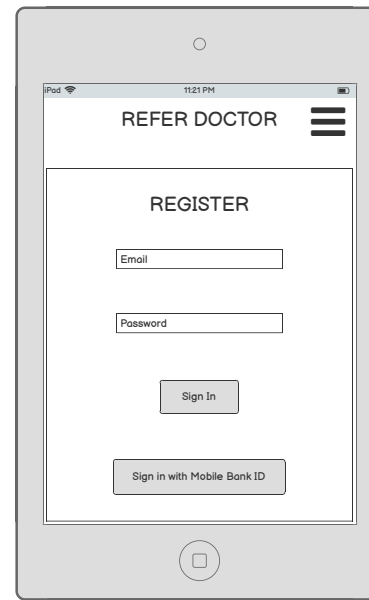 iPad 11:21 PM
REFER DOCTOR
REGISTER
Email
Password
Sign In
Sign in with Mobile Bank ID